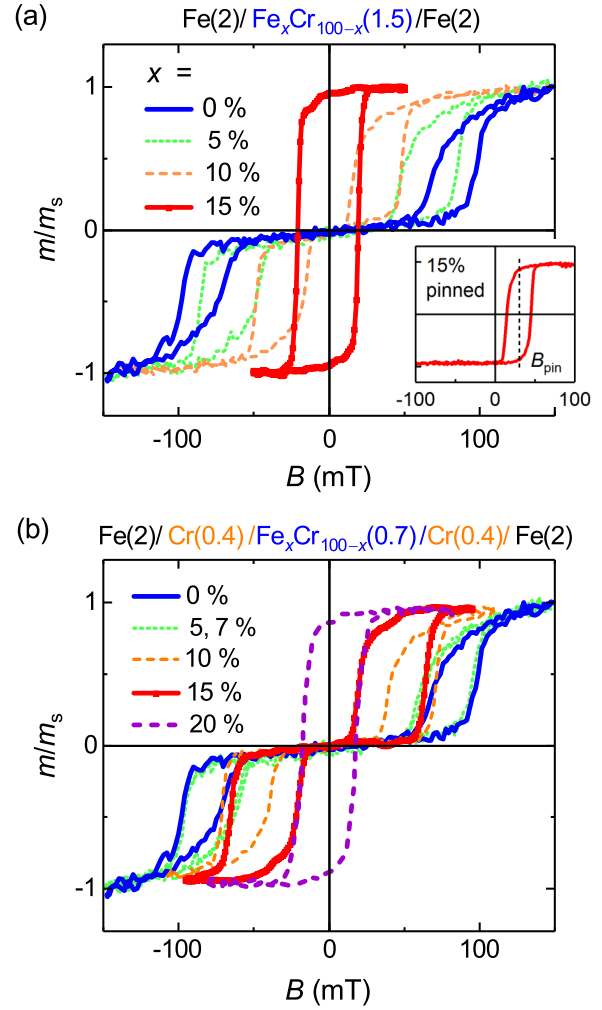 (a)
Fe(2)/ FeₓCr₁₀₀₋ₓ(1.5) /Fe(2)
x =
0 %
5 %
10 %
15 %
1
0
-1
m/mₛ
-100
0
100
B (mT)
15%
pinned
B_pin
-100
0
100
(b)
Fe(2)/ Cr(0.4) /FeₓCr₁₀₀₋ₓ(0.7) /Cr(0.4)/ Fe(2)
0 %
5, 7 %
10 %
15 %
20 %
1
0
-1
m/mₛ
-100
0
100
B (mT)